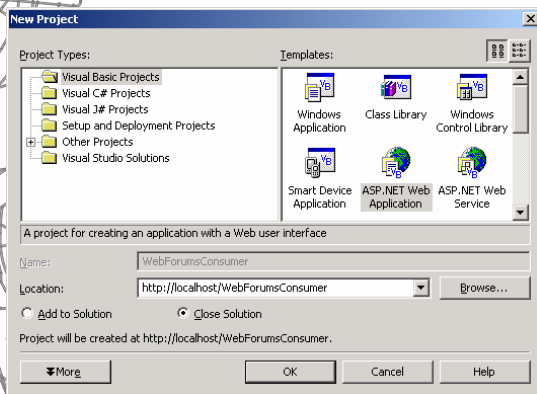 New Project
Project Types:
Templates:
Visual Basic Projects
Visual C# Projects
Visual J# Projects
Setup and Deployment Projects
Other Projects
Visual Studio Solutions
Windows Application
Class Library
Windows Control Library
Smart Device Application
ASP.NET Web Application
ASP.NET Web Service
A project for creating an application with a Web user interface
Name:
WebForumsConsumer
Location:
http://localhost/WebForumsConsumer
Browse...
Add to Solution
Close Solution
Project will be created at http://localhost/WebForumsConsumer.
More
OK
Cancel
Help